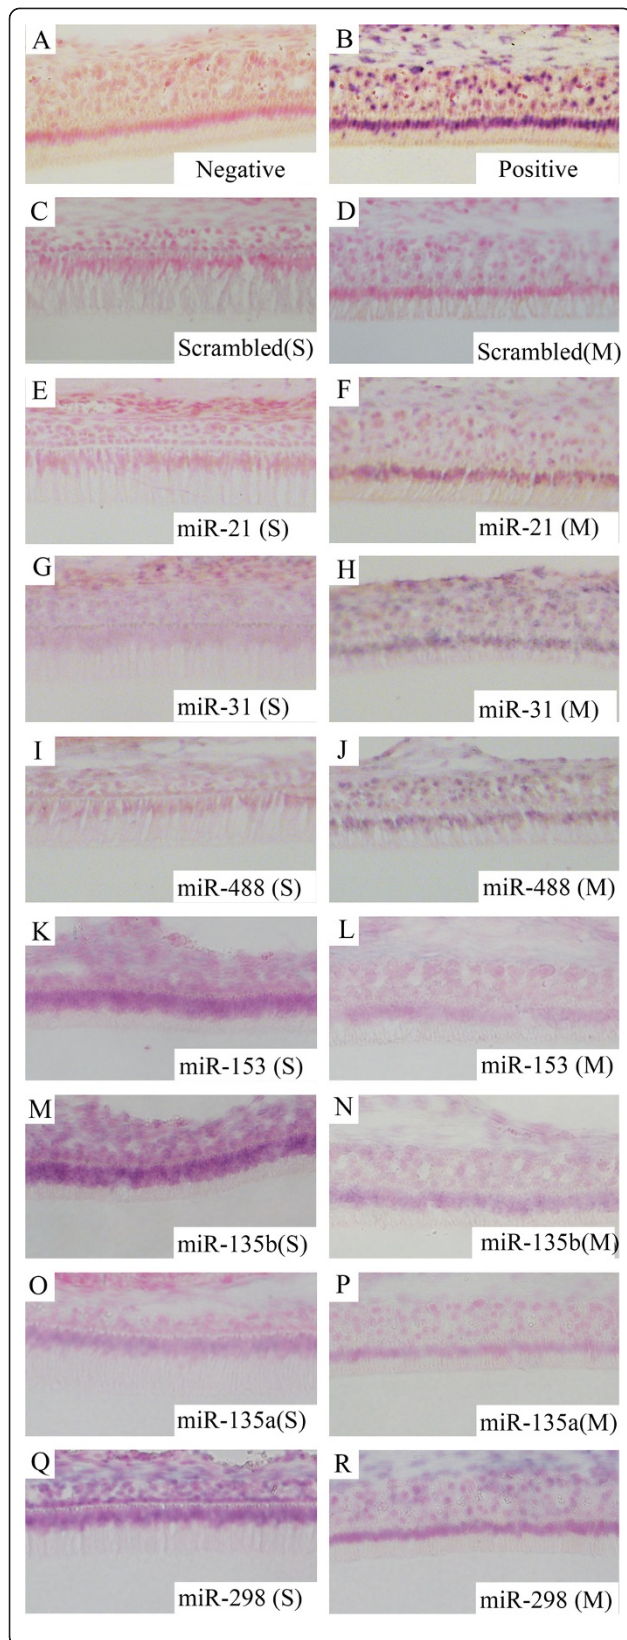 A
B
Negative
Positive
C
D
Scrambled(S)
Scrambled(M)
E
F
miR-21 (S)
miR-21 (M)
G
H
miR-31 (S)
miR-31 (M)
I
J
miR-488 (S)
miR-488 (M)
K
L
miR-153 (S)
miR-153 (M)
M
N
miR-135b(S)
miR-135b(M)
O
P
miR-135a(S)
miR-135a(M)
Q
R
miR-298 (S)
miR-298 (M)